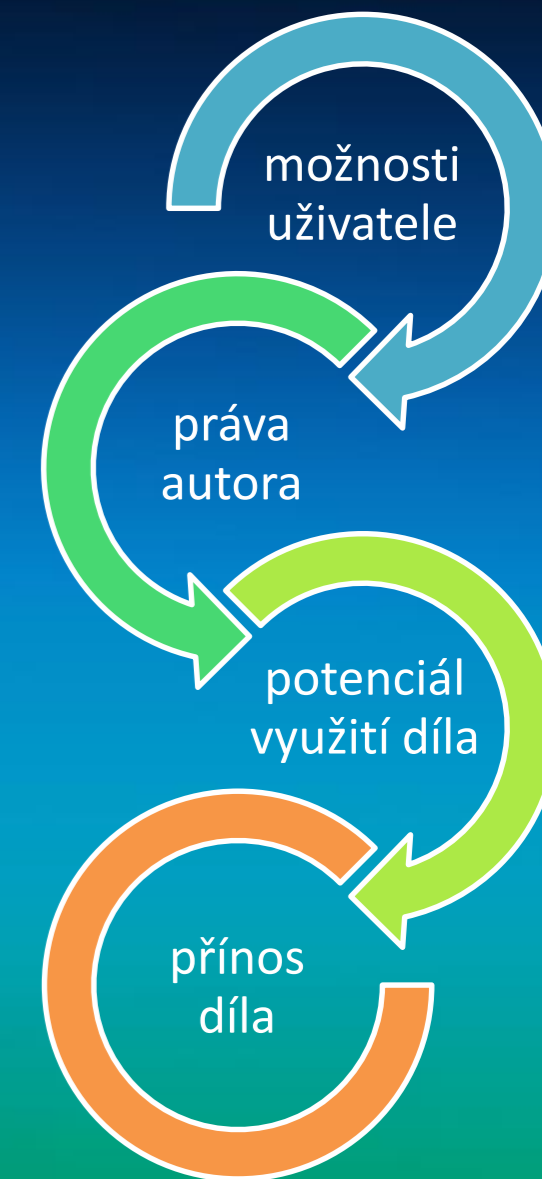 možnosti
uživatele
práva
autora
potenciál
využití díla
přínos
díla